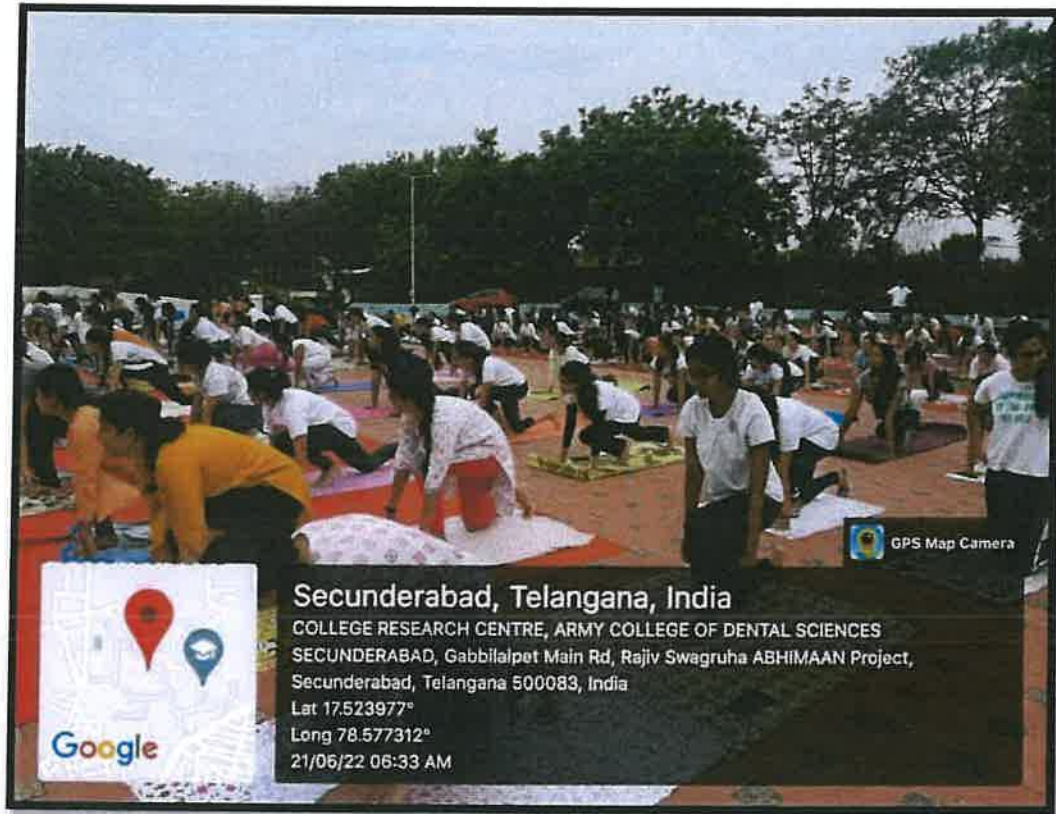 GPS Map Camera
Secunderabad, Telangana, India
COLLEGE RESEARCH CENTRE, ARMY COLLEGE OF DENTAL SCIENCES
SECUNDERABAD, Gabbilalpet Main Rd, Rajiv Swagruha ABHIMAAN Project,
Secunderabad, Telangana 500083, India
Lat 17.523977°
Long 78.577312°
21/06/22 06:33 AM
Google